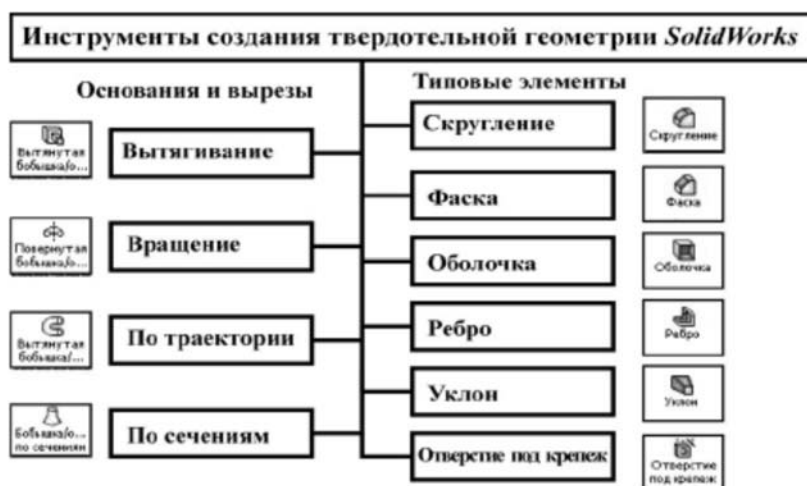 Инструменты создания твердотельной геометрии SolidWorks
Основания и вырезы
Вытянутая
бобышка/о...
Вытягивание
Повернутая
бобышка/о...
Вращение
Вытянутая
бобышка/...
По траектории
Бобышка/о...
по сечениям
По сечениям
Типовые элементы
Скругление
Скругление
Фаска
Фаска
Оболочка
Оболочка
Ребро
Ребро
Уклон
Уклон
Отверстие под крепеж
Отверстие
под крепеж